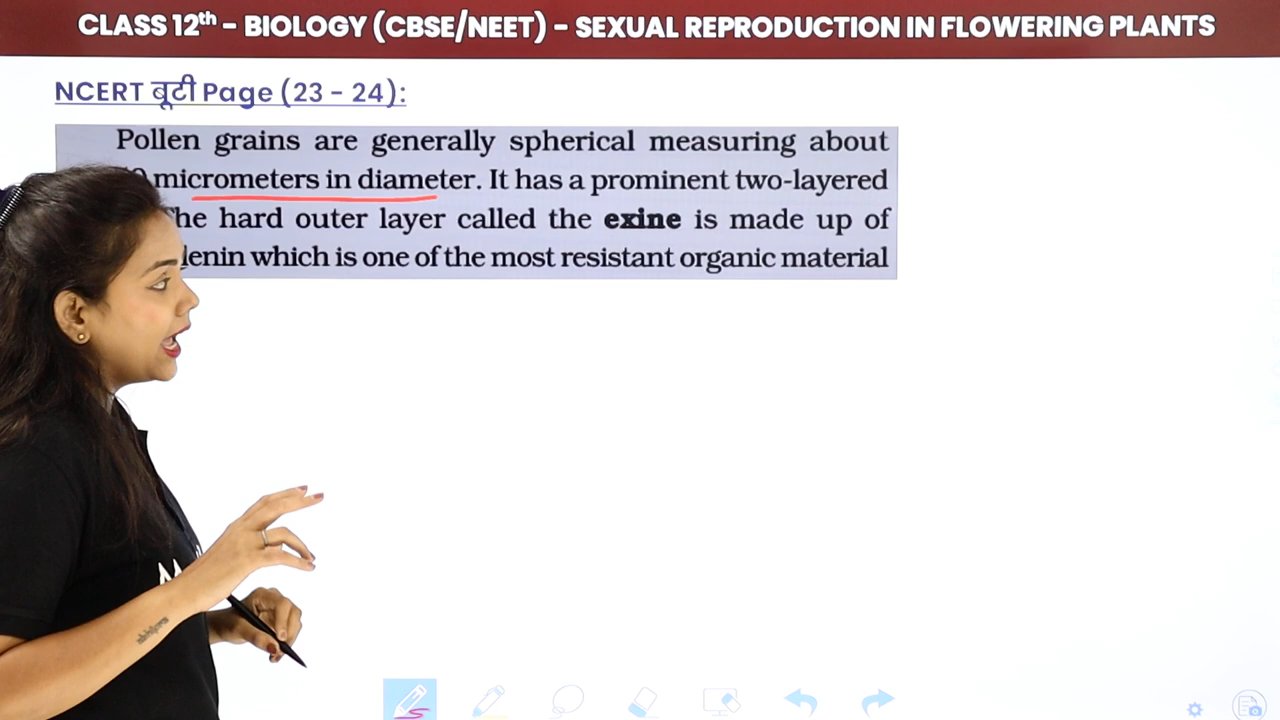 CLASS 12th – BIOLOGY (CBSE/NEET) – SEXUAL REPRODUCTION IN FLOWERING PLANTS
NCERT बूटी Page (23 - 24):
Pollen grains are generally spherical measuring about
micrometers in diameter. It has a prominent two-layered
The hard outer layer called the exine is made up of
which is one of the most resistant organic material